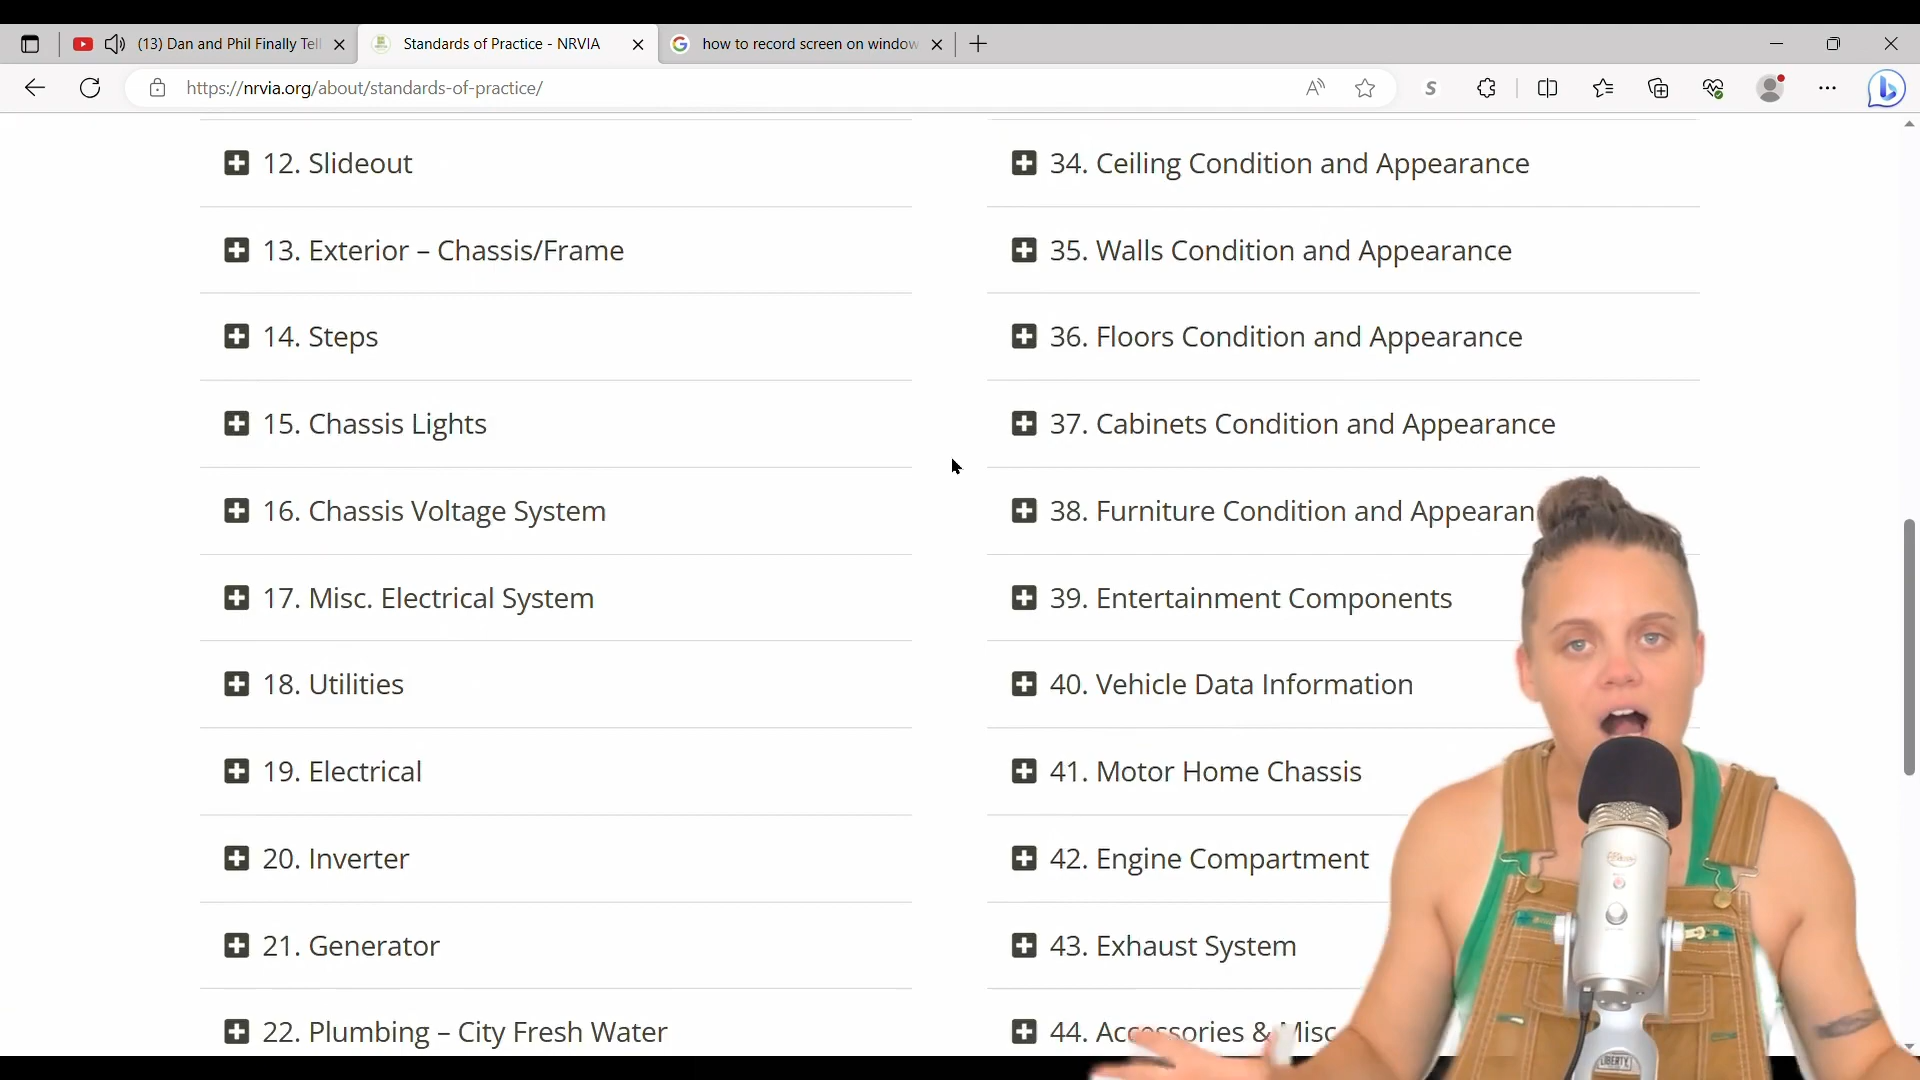 (13) Dan and Phil Finally Tell
Standards of Practice - NRVIA
how to record screen on window
https://nrvia.org/about/standards-of-practice/
12. Slideout
13. Exterior – Chassis/Frame
14. Steps
15. Chassis Lights
16. Chassis Voltage System
17. Misc. Electrical System
18. Utilities
19. Electrical
20. Inverter
21. Generator
22. Plumbing – City Fresh Water
34. Ceiling Condition and Appearance
35. Walls Condition and Appearance
36. Floors Condition and Appearance
37. Cabinets Condition and Appearance
38. Furniture Condition and Appearan
39. Entertainment Components
40. Vehicle Data Information
41. Motor Home Chassis
42. Engine Compartment
43. Exhaust System
44. Accessories & Misc